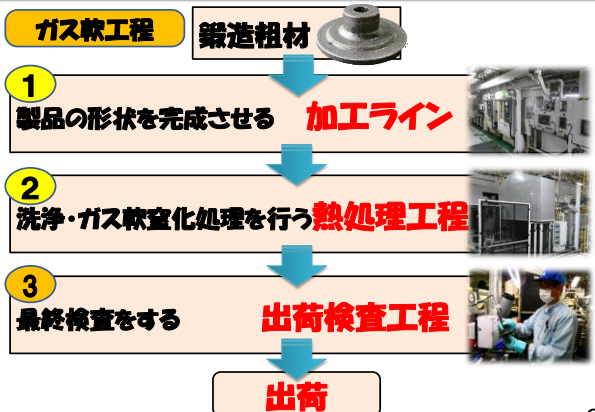 ガス軟工程
鍛造粗材
1
製品の形状を完成させる 加工ライン
2
洗浄・ガス軟窒化処理を行う熱処理工程
3
最終検査をする 出荷検査工程
出荷